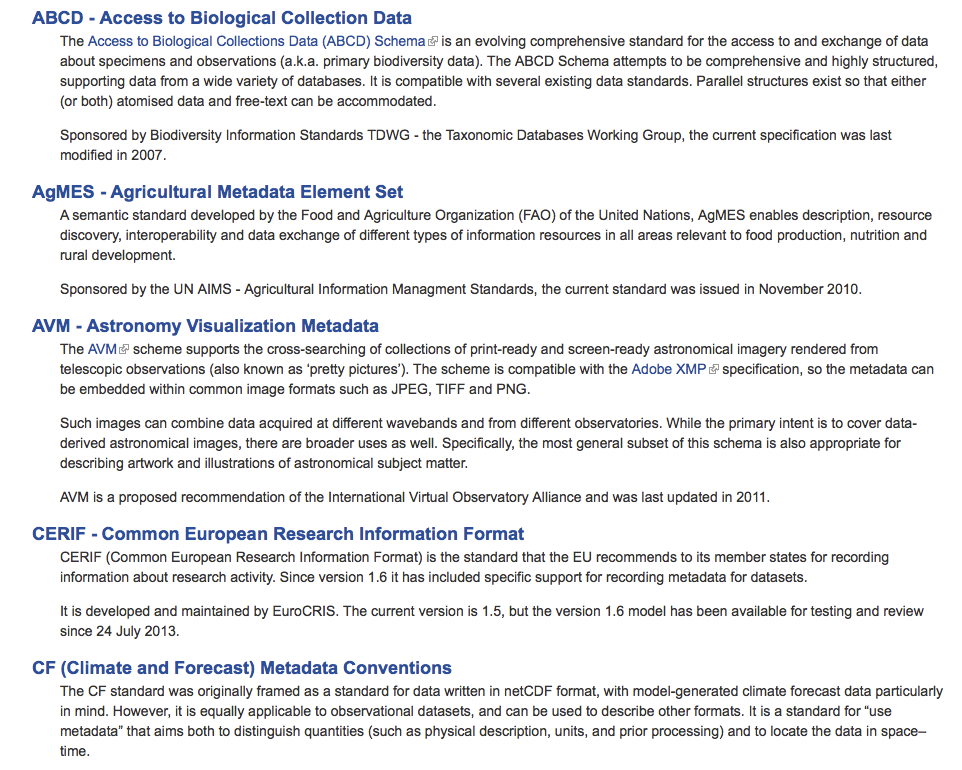 ABCD - Access to Biological Collection Data
The Access to Biological Collections Data (ABCD) Schema is an evolving comprehensive standard for the access to and exchange of data
about specimens and observations (a.k.a. primary biodiversity data). The ABCD Schema attempts to be comprehensive and highly structured,
supporting data from a wide variety of databases. It is compatible with several existing data standards. Parallel structures exist so that either
(or both) atomised data and free-text can be accommodated.
Sponsored by Biodiversity Information Standards TDWG - the Taxonomic Databases Working Group, the current specification was last
modified in 2007.
AgMES - Agricultural Metadata Element Set
A semantic standard developed by the Food and Agriculture Organization (FAO) of the United Nations, AgMES enables description, resource
discovery, interoperability and data exchange of different types of information resources in all areas relevant to food production, nutrition and
rural development.
Sponsored by the UN AIMS - Agricultural Information Managment Standards, the current standard was issued in November 2010.
AVM - Astronomy Visualization Metadata
The AVM scheme supports the cross-searching of collections of print-ready and screen-ready astronomical imagery rendered from
telescopic observations (also known as ‘pretty pictures’). The scheme is compatible with the Adobe XMP specification, so the metadata can
be embedded within common image formats such as JPEG, TIFF and PNG.
Such images can combine data acquired at different wavebands and from different observatories. While the primary intent is to cover data-
derived astronomical images, there are broader uses as well. Specifically, the most general subset of this schema is also appropriate for
describing artwork and illustrations of astronomical subject matter.
AVM is a proposed recommendation of the International Virtual Observatory Alliance and was last updated in 2011.
CERIF - Common European Research Information Format
CERIF (Common European Research Information Format) is the standard that the EU recommends to its member states for recording
information about research activity. Since version 1.6 it has included specific support for recording metadata for datasets.
It is developed and maintained by EuroCRIS. The current version is 1.5, but the version 1.6 model has been available for testing and review
since 24 July 2013.
CF (Climate and Forecast) Metadata Conventions
The CF standard was originally framed as a standard for data written in netCDF format, with model-generated climate forecast data particularly
in mind. However, it is equally applicable to observational datasets, and can be used to describe other formats. It is a standard for “use
metadata” that aims both to distinguish quantities (such as physical description, units, and prior processing) and to locate the data in space–
time.